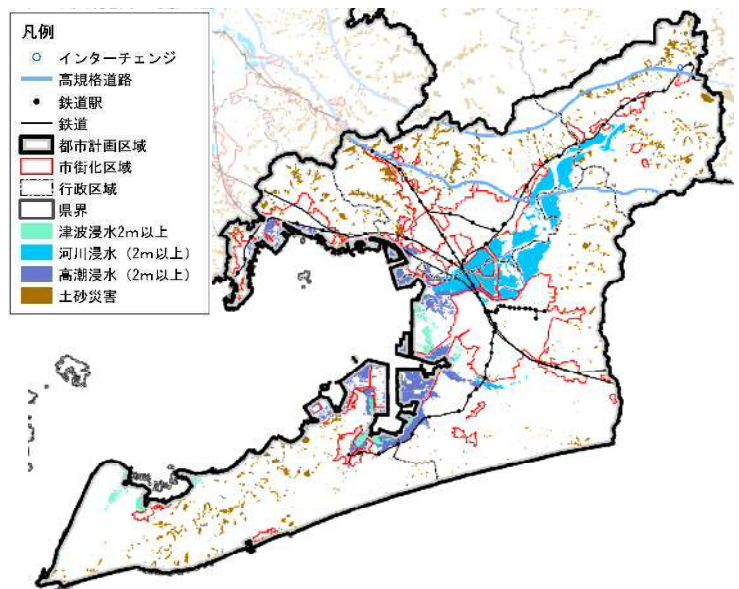 凡例
インターチェンジ
高規格道路
鉄道駅
鉄道
都市計画区域
市街化区域
行政区域
県界
津波浸水2m以上
河川浸水（2m以上）
高潮浸水（2m以上）
土砂災害